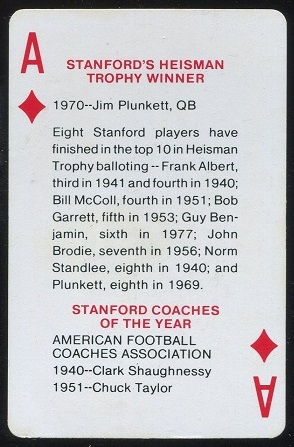 A
STANFORD'S HEISMAN
TROPHY WINNER
1970--Jim Plunkett, QB
Eight Stanford players have
finished in the top 10 in Heisman
Trophy balloting -- Frank Albert,
third in 1941 and fourth in 1940;
Bill McColl, fourth in 1951; Bob
Garrett, fifth in 1953; Guy Ben-
jamin, sixth in 1977; John
Brodie, seventh in 1956; Norm
Standlee, eighth in 1940; and
Plunkett, eighth in 1969.
STANFORD COACHES
OF THE YEAR
AMERICAN FOOTBALL
COACHES ASSOCIATION
1940--Clark Shaughnessy
1951--Chuck Taylor
A